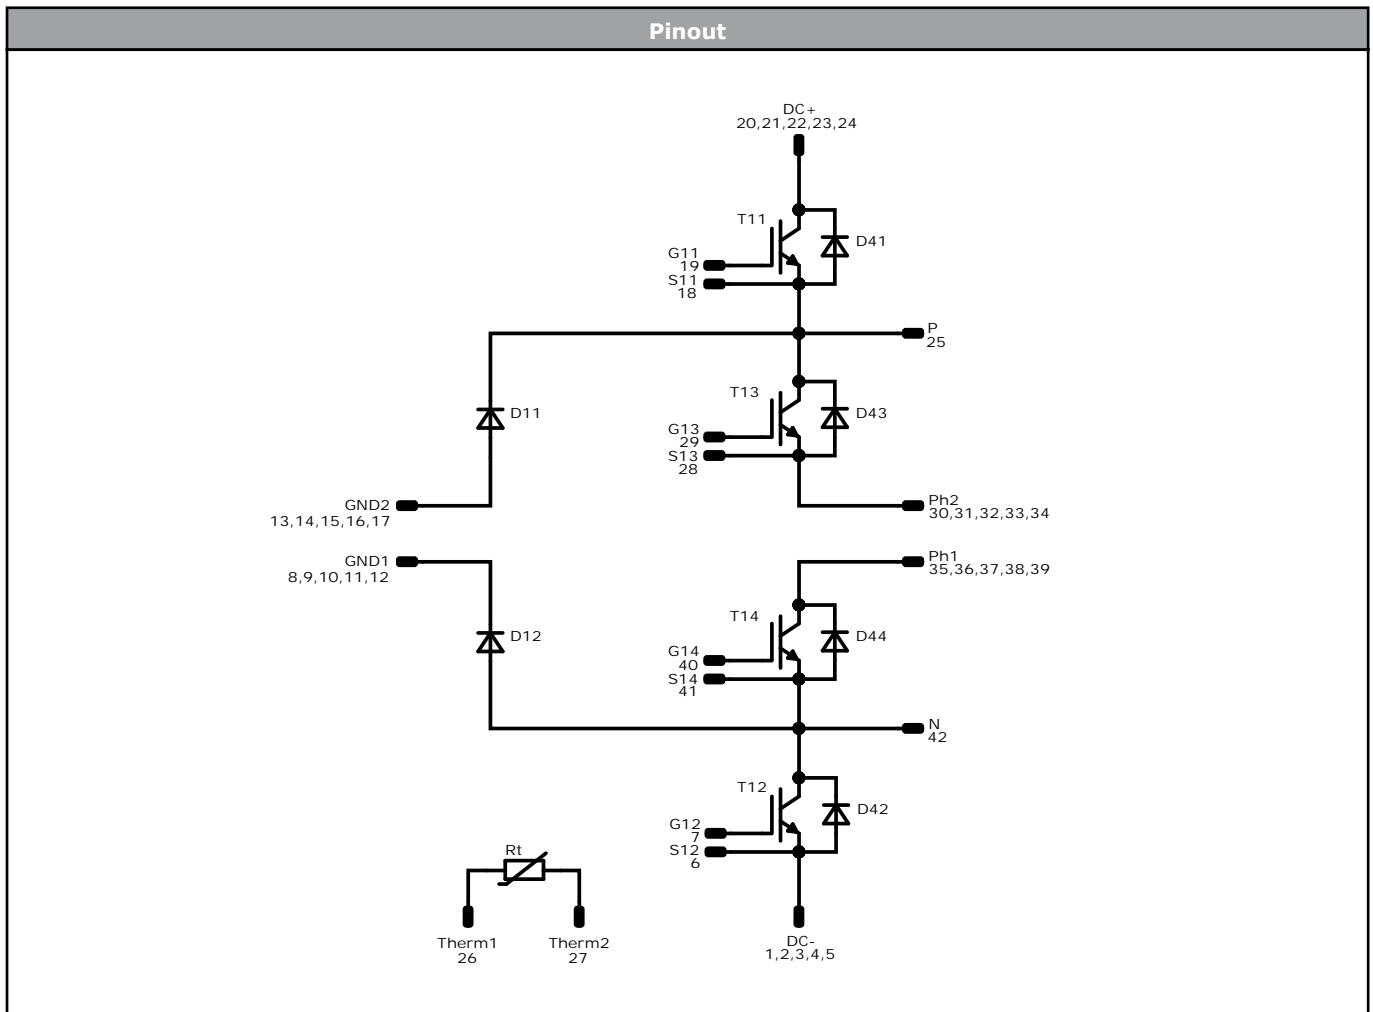 Pinout
DC+
20,21,22,23,24
T11
D41
G11
19
S11
18
P
25
T13
D11
D43
G13
29
S13
28
GND2
13,14,15,16,17
Ph2
30,31,32,33,34
GND1
8,9,10,11,12
Ph1
35,36,37,38,39
T14
D12
D44
G14
40
S14
41
N
42
T12
D42
G12
7
S12
6
Rt
Therm1
26
Therm2
27
DC-
1,2,3,4,5